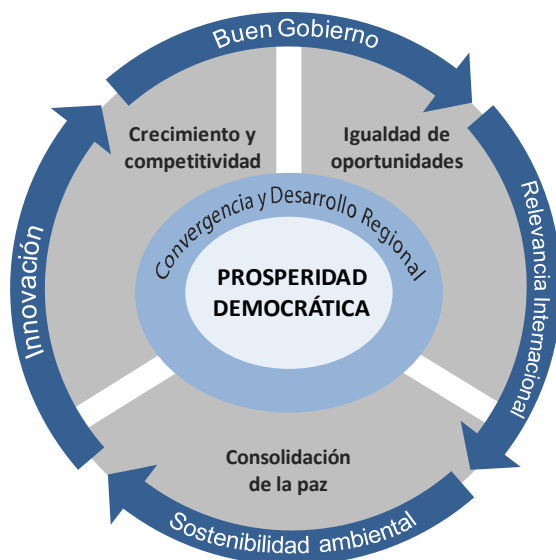 Buen Gobierno
Crecimiento y
competitividad
Igualdad de
oportunidades
Relevancia Internacional
Innovación
Convergencia y Desarrollo Regional
PROSPERIDAD
DEMOCRÁTICA
Consolidación
de la paz
Sostenibilidad ambiental